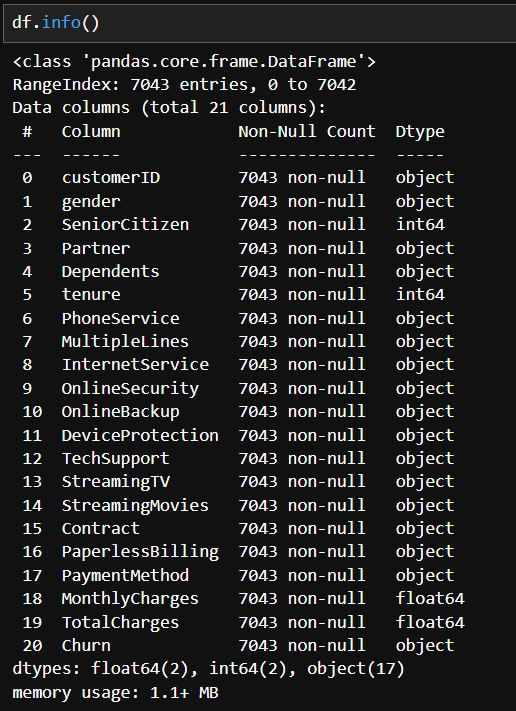 df.info()
<class 'pandas.core.frame.DataFrame'>
RangeIndex: 7043 entries, 0 to 7042
Data columns (total 21 columns):
 #   Column            Non-Null Count  Dtype
---  ------            --------------  -----
 0   customerID        7043 non-null   object
 1   gender            7043 non-null   object
 2   SeniorCitizen     7043 non-null   int64
 3   Partner           7043 non-null   object
 4   Dependents        7043 non-null   object
 5   tenure            7043 non-null   int64
 6   PhoneService      7043 non-null   object
 7   MultipleLines     7043 non-null   object
 8   InternetService   7043 non-null   object
 9   OnlineSecurity    7043 non-null   object
 10  OnlineBackup      7043 non-null   object
 11  DeviceProtection  7043 non-null   object
 12  TechSupport       7043 non-null   object
 13  StreamingTV       7043 non-null   object
 14  StreamingMovies   7043 non-null   object
 15  Contract          7043 non-null   object
 16  PaperlessBilling  7043 non-null   object
 17  PaymentMethod     7043 non-null   object
 18  MonthlyCharges    7043 non-null   float64
 19  TotalCharges      7043 non-null   float64
 20  Churn             7043 non-null   object
dtypes: float64(2), int64(2), object(17)
memory usage: 1.1+ MB